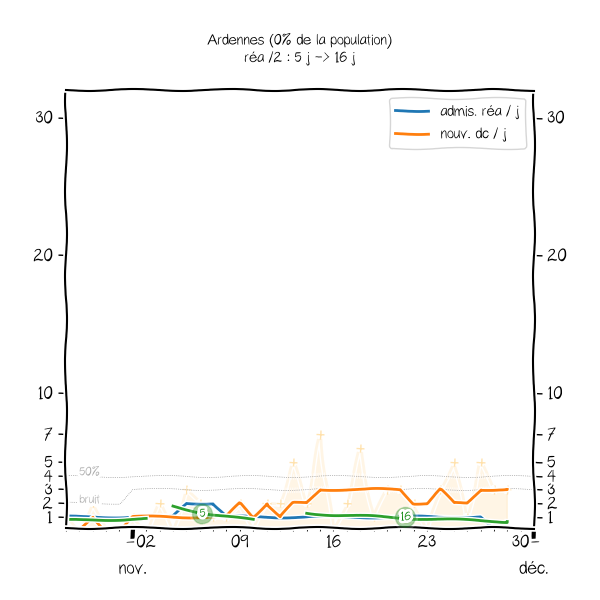 Ardennes (0% de la population)
réa /2 : 5 j -> 16 j
admis. réa / j
nouv. dc / j
30 30
20 20
10 10
7 7
5 5
50%
4 4
3 3
bruit
2 2
1 1
5
16
02 09 16 23 30
nov. déc.